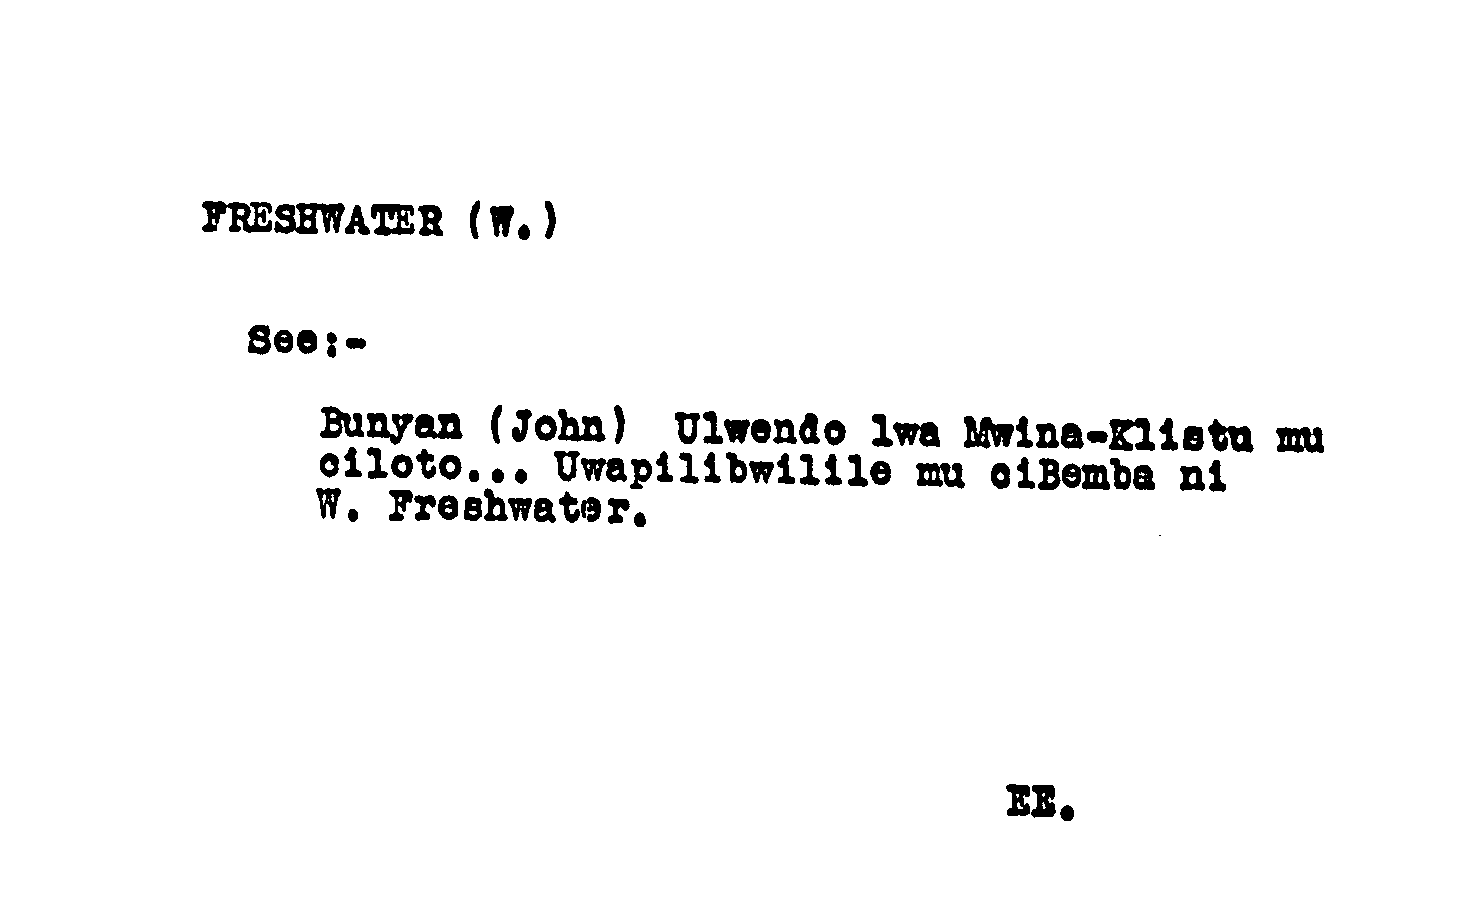 FRESHWATER (W.)
See:-
Bunyan (John) Ulwendo lwa Mwina-Klistu mu
ciloto... Uwapilibwilile mu ciBemba ni
W. Freshwater.
EE.